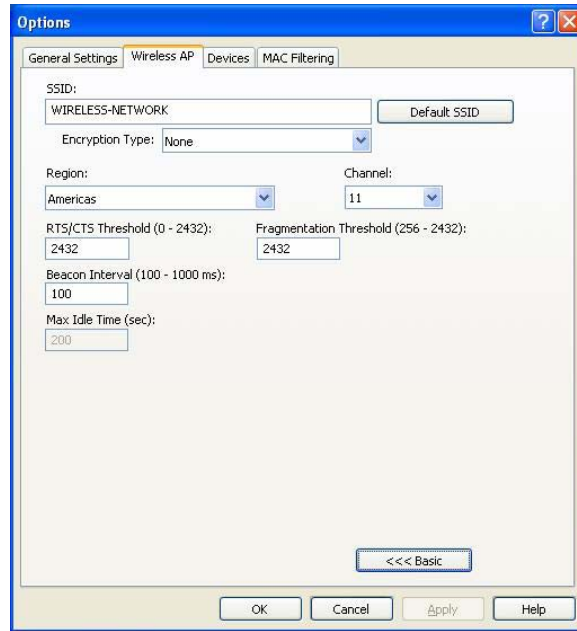 Options
General Settings Wireless AP Devices MAC Filtering
SSID:
WIRELESS-NETWORK Default SSID
Encryption Type: None
Region: Channel:
Americas 11
RTS/CTS Threshold (0 - 2432): Fragmentation Threshold (256 - 2432):
2432 2432
Beacon Interval (100 - 1000 ms):
100
Max Idle Time (sec):
200
<<< Basic
OK Cancel Apply Help